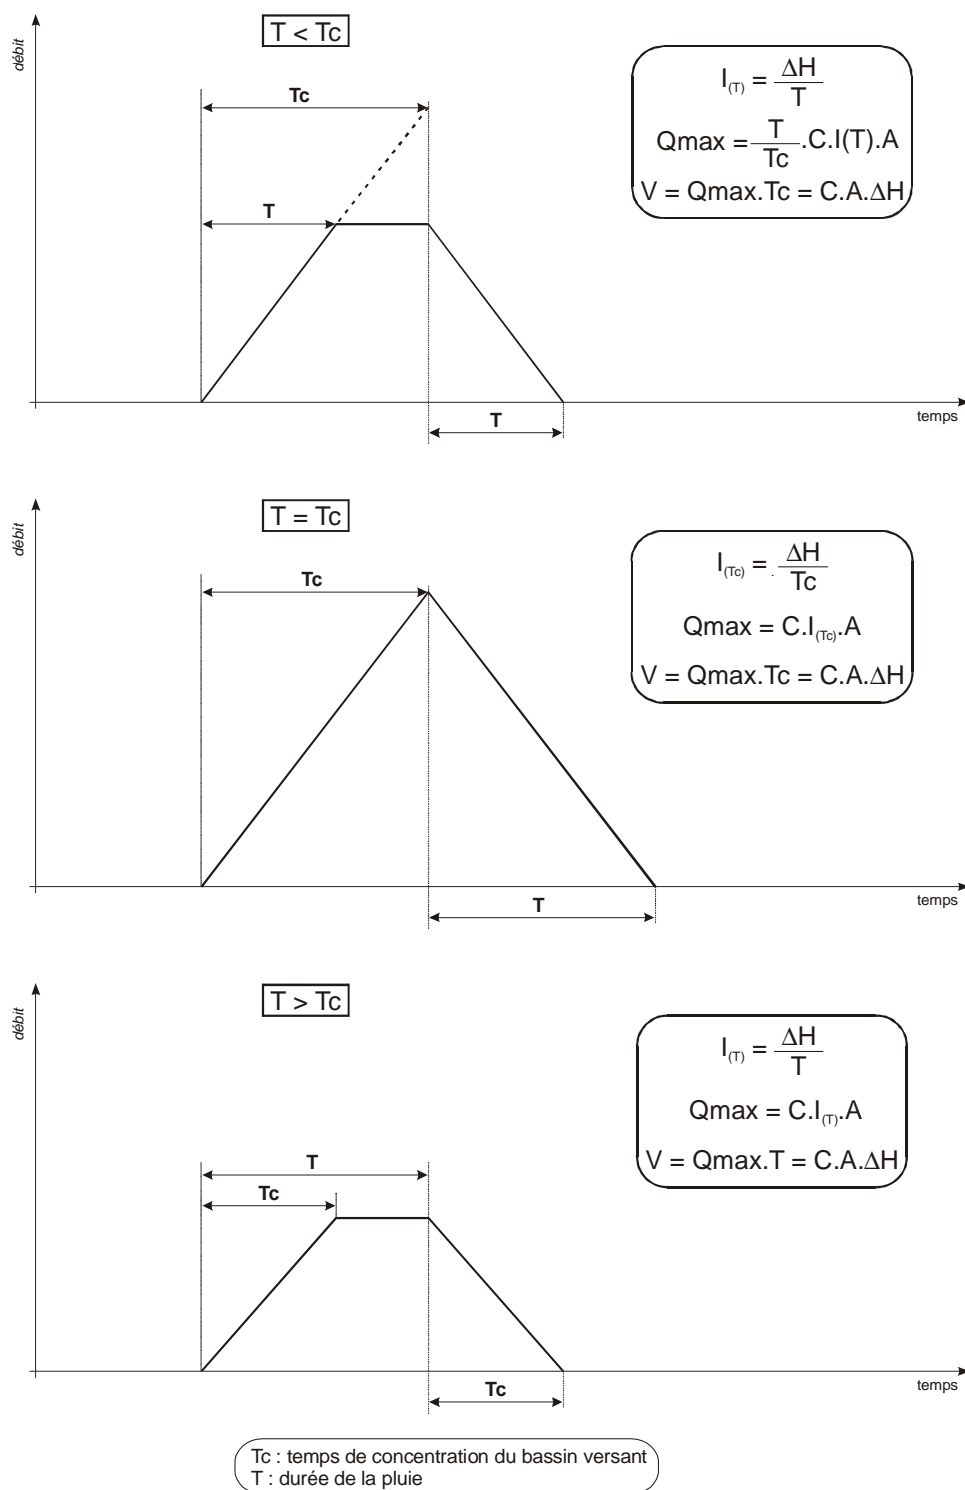 débit
T < Tc
Tc
T
T
temps
I(T) = ΔH / T
Qmax = T / Tc .C.I(T).A
V = Qmax.Tc = C.A.ΔH
débit
T = Tc
Tc
T
temps
I(Tc) = . ΔH / Tc
Qmax = C.I(Tc).A
V = Qmax.Tc = C.A.ΔH
débit
T > Tc
T
Tc
Tc
temps
I(T) = ΔH / T
Qmax = C.I(T).A
V = Qmax.T = C.A.ΔH
Tc : temps de concentration du bassin versant
T : durée de la pluie